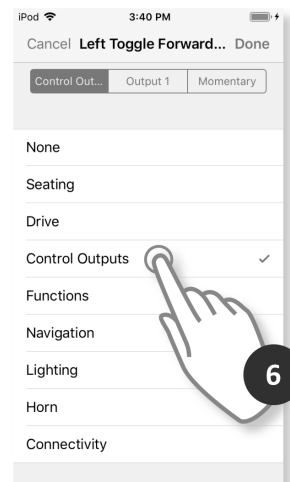 iPod 3:40 PM
Cancel Left Toggle Forward... Done
Control Out... Output 1 Momentary
None
Seating
Drive
Control Outputs
Functions
Navigation
Lighting
6
Horn
Connectivity